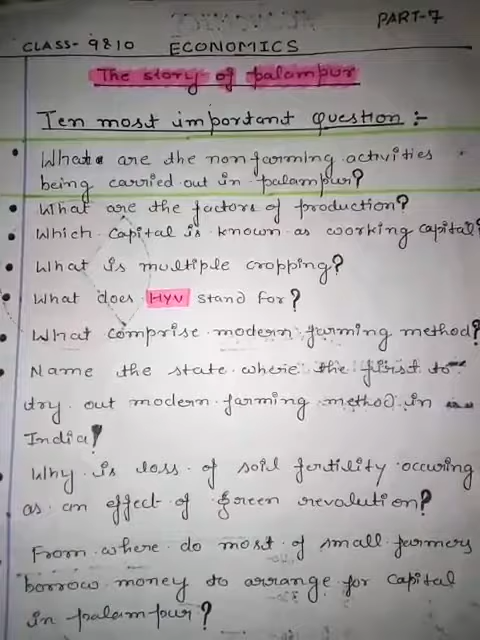 PART-7
CLASS- 9&10 ECONOMICS
The story of palampur
Ten most important question :-
• What are the non farming activities
being carried out in palampur?
• What are the factors of production?
• Which capital is known as working capital?
• What is multiple cropping?
• What does HYV stand for?
• What comprise modern farming method?
• Name the state where the first to
try out modern farming method in
India?
• Why is loss of soil fertility occuring
as an effect of green revolution?
From where do most of small farmers
borrow money to arrange for capital
in palampur?